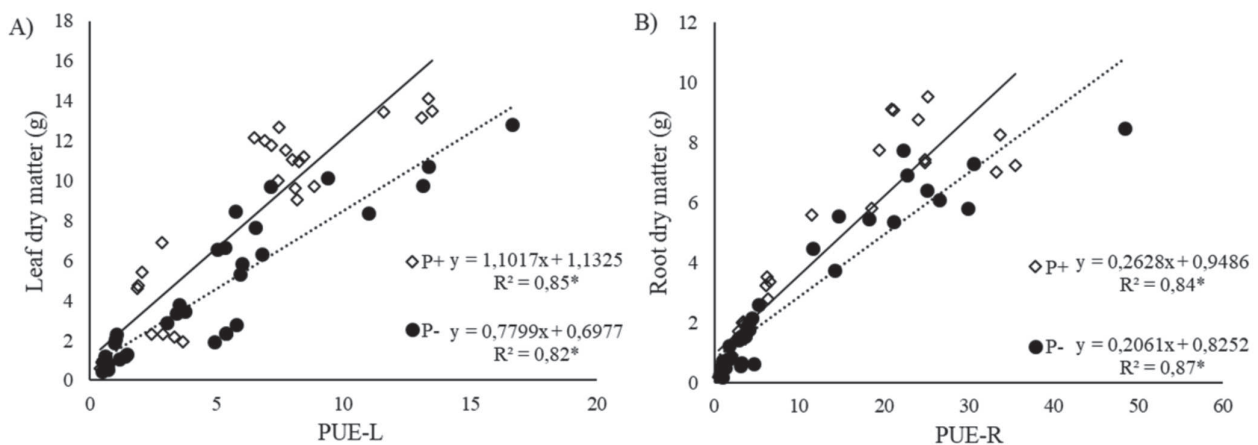 A)
Leaf dry matter (g)
18
16
14
12
10
8
6
4
2
0
0 5 10 15 20
PUE-L
P+ y = 1,1017x + 1,1325
R² = 0,85*
P- y = 0,7799x + 0,6977
R² = 0,82*
B)
Root dry matter (g)
12
10
8
6
4
2
0
0 10 20 30 40 50 60
PUE-R
P+ y = 0,2628x + 0,9486
R² = 0,84*
P- y = 0,2061x + 0,8252
R² = 0,87*